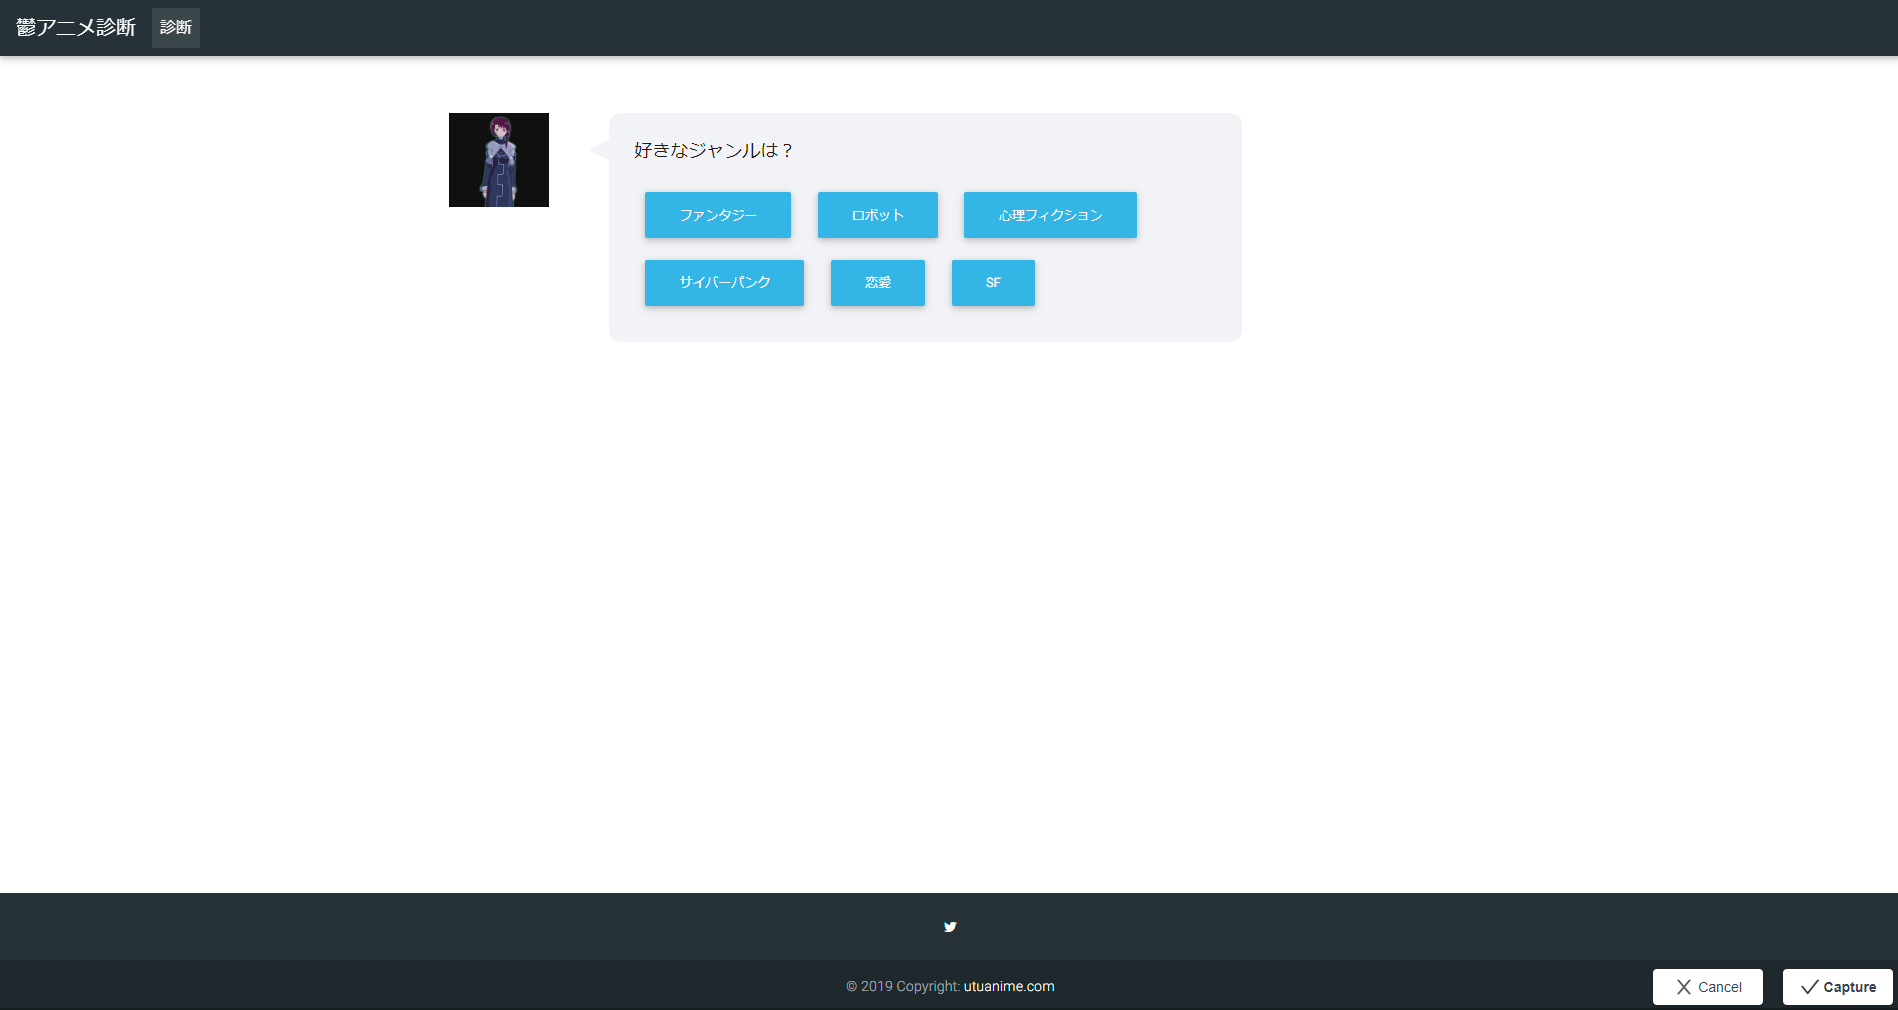 鬱アニメ診断 診断
好きなジャンルは？
ファンタジー ロボット 心理フィクション
サイバーパンク 恋愛 SF
© 2019 Copyright: utuanime.com
Cancel Capture